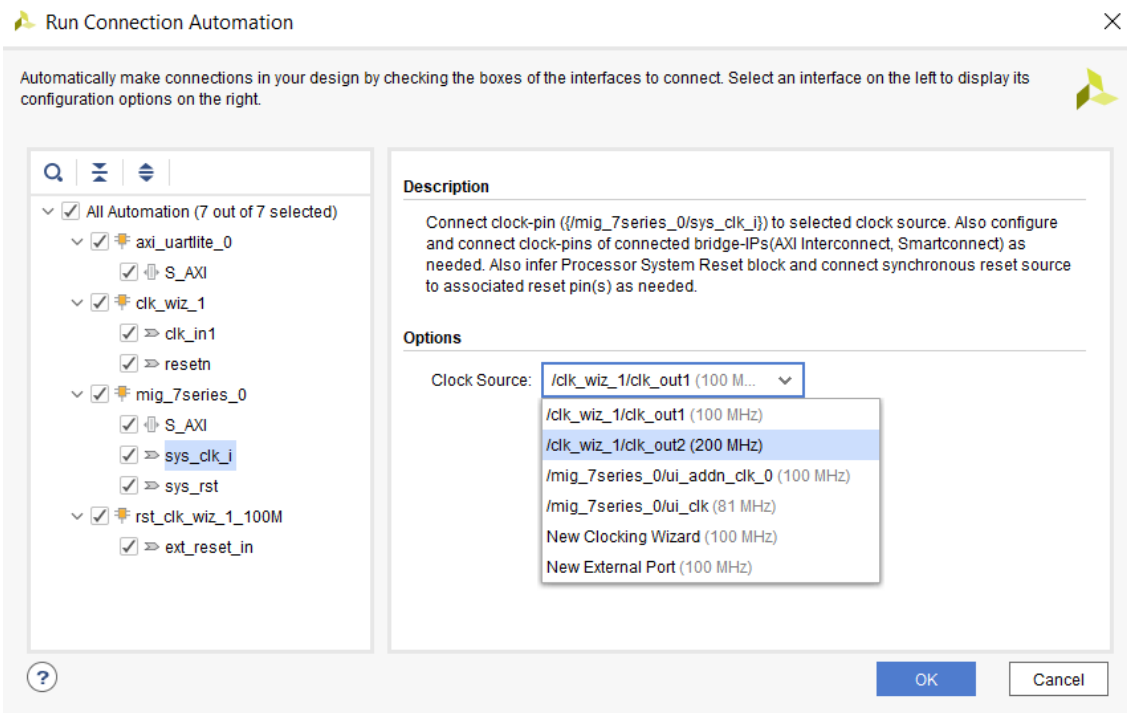 Run Connection Automation
Automatically make connections in your design by checking the boxes of the interfaces to connect. Select an interface on the left to display its
configuration options on the right.
All Automation (7 out of 7 selected)
axi_uartlite_0
S_AXI
clk_wiz_1
clk_in1
resetn
mig_7series_0
S_AXI
sys_clk_i
sys_rst
rst_clk_wiz_1_100M
ext_reset_in
Description
Connect clock-pin ({/mig_7series_0/sys_clk_i}) to selected clock source. Also configure
and connect clock-pins of connected bridge-IPs(AXI Interconnect, Smartconnect) as
needed. Also infer Processor System Reset block and connect synchronous reset source
to associated reset pin(s) as needed.
Options
Clock Source: /clk_wiz_1/clk_out1 (100 M...
/clk_wiz_1/clk_out1 (100 MHz)
/clk_wiz_1/clk_out2 (200 MHz)
/mig_7series_0/ui_addn_clk_0 (100 MHz)
/mig_7series_0/ui_clk (81 MHz)
New Clocking Wizard (100 MHz)
New External Port (100 MHz)
?
OK
Cancel